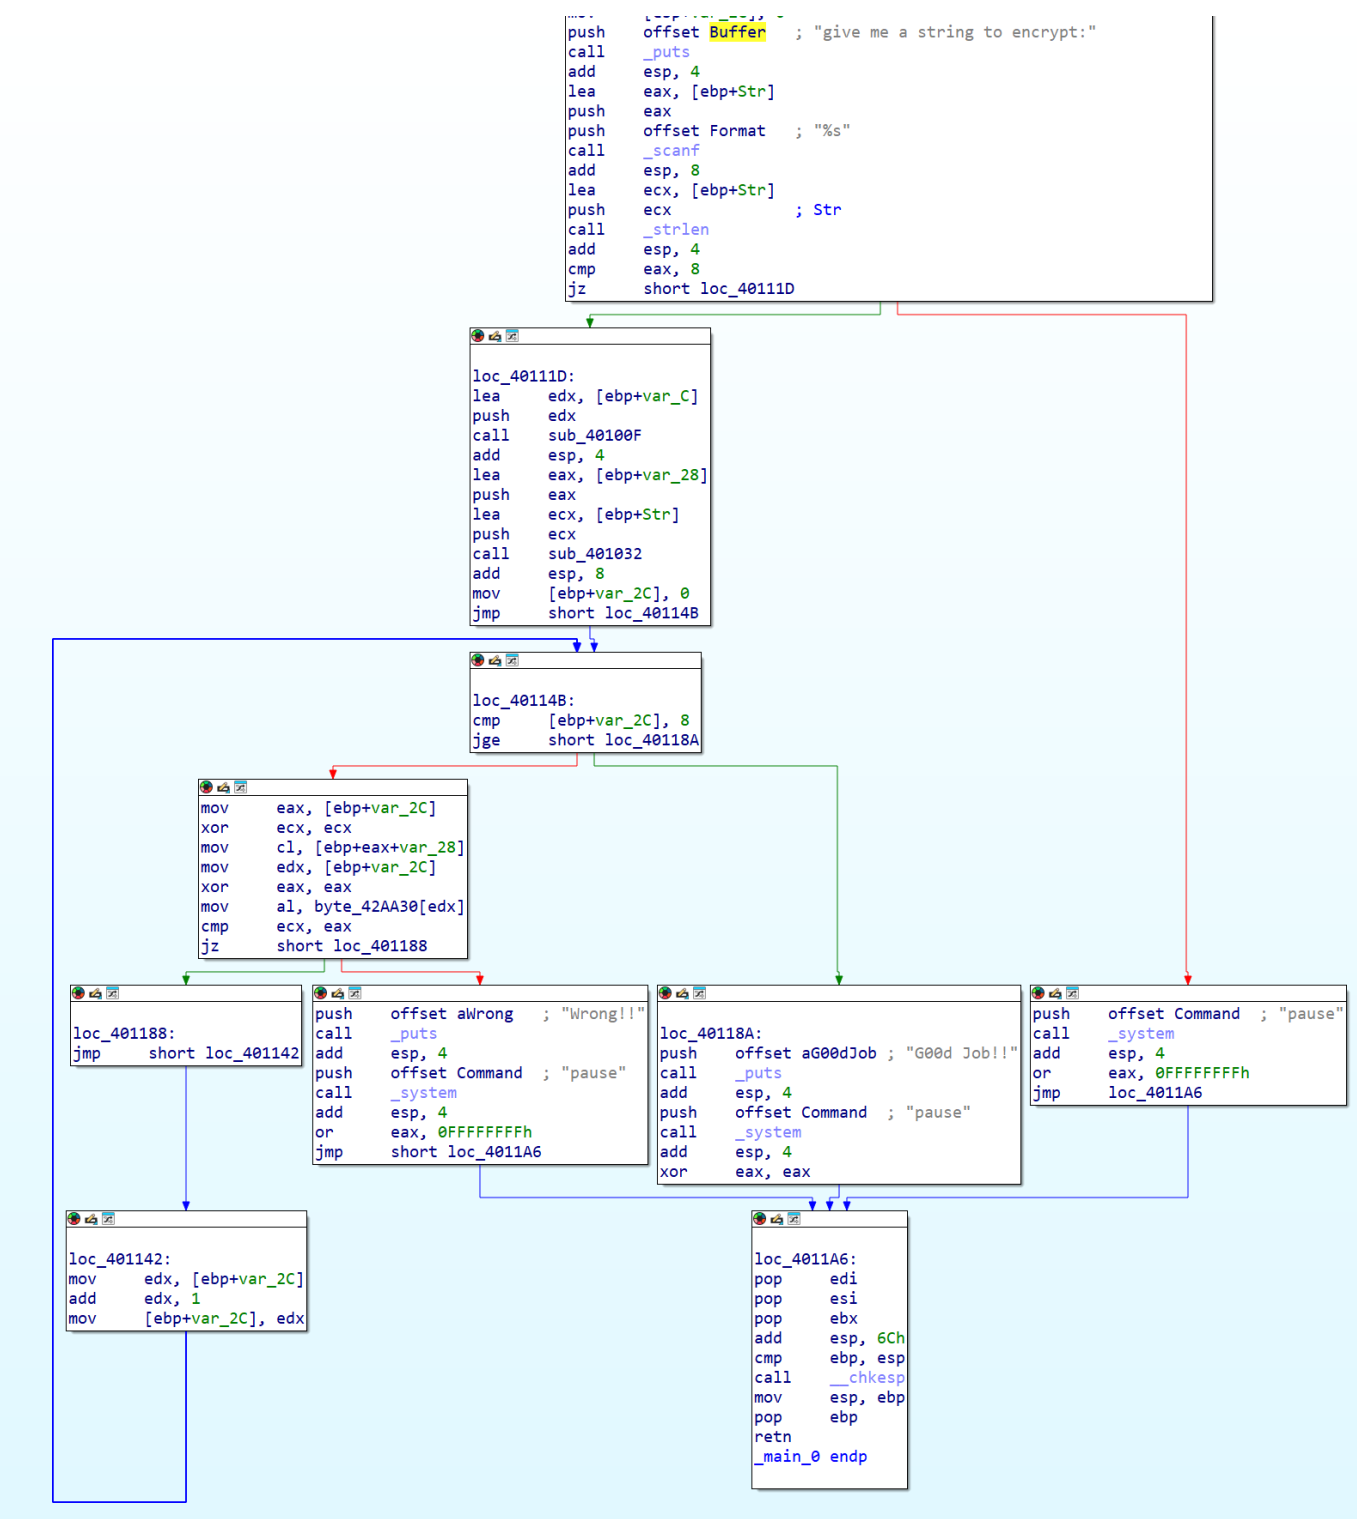 push offset Buffer ; "give me a string to encrypt:"
call _puts
add esp, 4
lea eax, [ebp+Str]
push eax
push offset Format ; "%s"
call _scanf
add esp, 8
lea ecx, [ebp+Str]
push ecx ; Str
call _strlen
add esp, 4
cmp eax, 8
jz short loc_40111D
loc_40111D:
lea edx, [ebp+var_C]
push edx
call sub_40100F
add esp, 4
lea eax, [ebp+var_28]
push eax
lea ecx, [ebp+Str]
push ecx
call sub_401032
add esp, 8
mov [ebp+var_2C], 0
jmp short loc_40114B
loc_40114B:
cmp [ebp+var_2C], 8
jge short loc_40118A
mov eax, [ebp+var_2C]
xor ecx, ecx
mov cl, [ebp+eax+var_28]
mov edx, [ebp+var_2C]
xor eax, eax
mov al, byte_42AA30[edx]
cmp ecx, eax
jz short loc_401188
loc_401188:
jmp short loc_401142
push offset aWrong ; "Wrong!!"
call _puts
add esp, 4
push offset Command ; "pause"
call _system
add esp, 4
or eax, 0FFFFFFFFh
jmp short loc_4011A6
loc_40118A:
push offset aG00dJob ; "G00d Job!!"
call _puts
add esp, 4
push offset Command ; "pause"
call _system
add esp, 4
xor eax, eax
push offset Command ; "pause"
call _system
add esp, 4
or eax, 0FFFFFFFFh
jmp loc_4011A6
loc_401142:
mov edx, [ebp+var_2C]
add edx, 1
mov [ebp+var_2C], edx
loc_4011A6:
pop edi
pop esi
pop ebx
add esp, 6Ch
cmp ebp, esp
call __chkesp
mov esp, ebp
pop ebp
retn
_main_0 endp